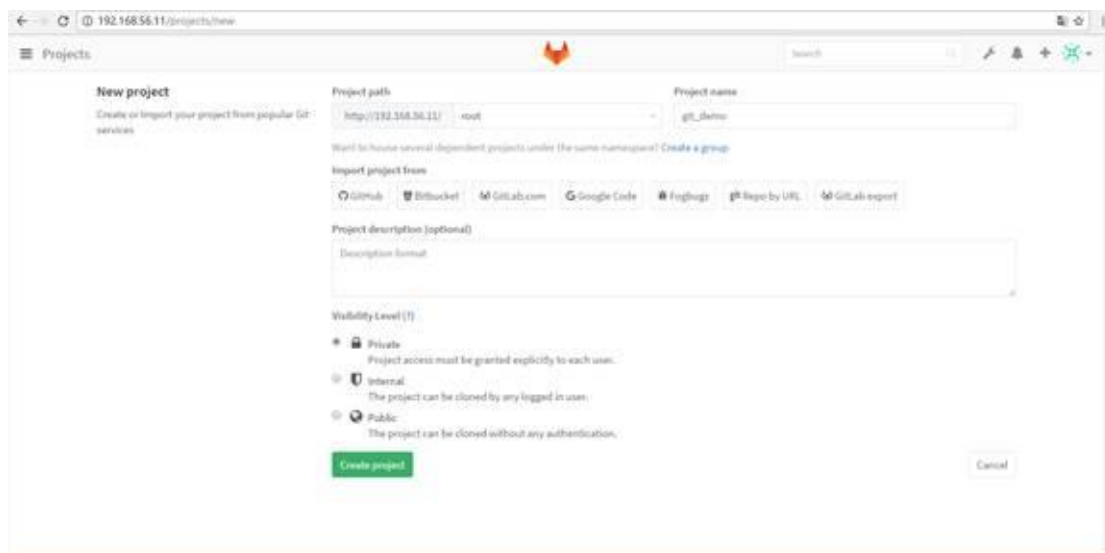 192.168.56.11/projects/new
Projects
Search
New project
Create or Import your project from popular Git services
Project path
Project name
http://192.168.56.11/
root
git_demo
Want to house several dependent projects under the same namespace? Create a group
Import project from
GitHub
Bitbucket
GitLab.com
Google Code
Fogbugz
Repo by URL
GitLab export
Project description (optional)
Description format
Visibility Level (?)
Private
Project access must be granted explicitly to each user.
Internal
The project can be cloned by any logged in user.
Public
The project can be cloned without any authentication.
Create project
Cancel